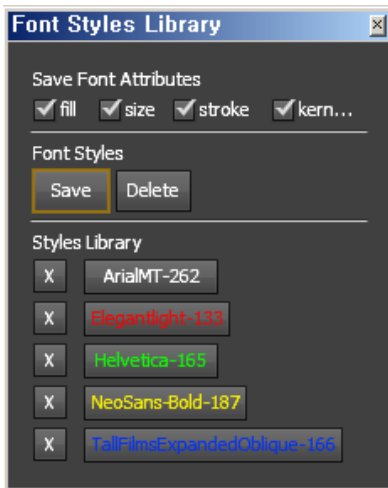 Font Styles Library
Save Font Attributes
fill size stroke kern...
Font Styles
Save Delete
Styles Library
X ArialMT-262
X Elegantlight-133
X Helvetica-165
X NeoSans-Bold-187
X TallFilmsExpandedOblique-166